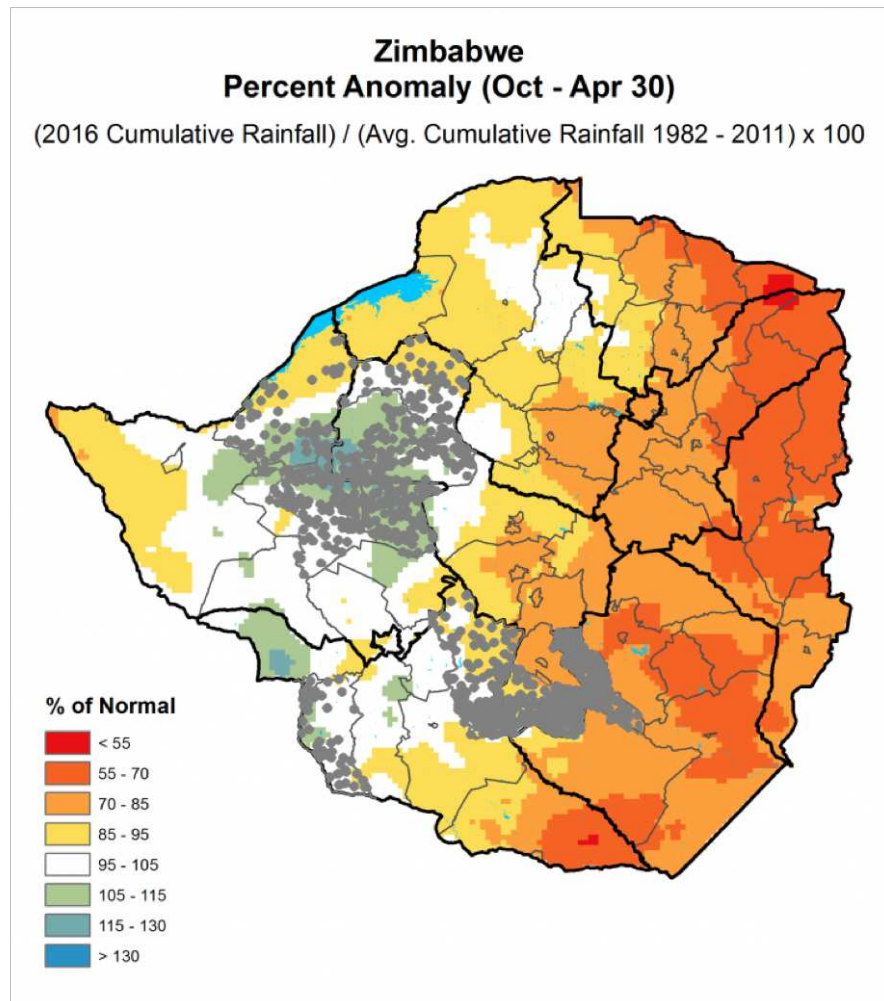 Zimbabwe
Percent Anomaly (Oct - Apr 30)
(2016 Cumulative Rainfall) / (Avg. Cumulative Rainfall 1982 - 2011) x 100
% of Normal
< 55
55 - 70
70 - 85
85 - 95
95 - 105
105 - 115
115 - 130
> 130